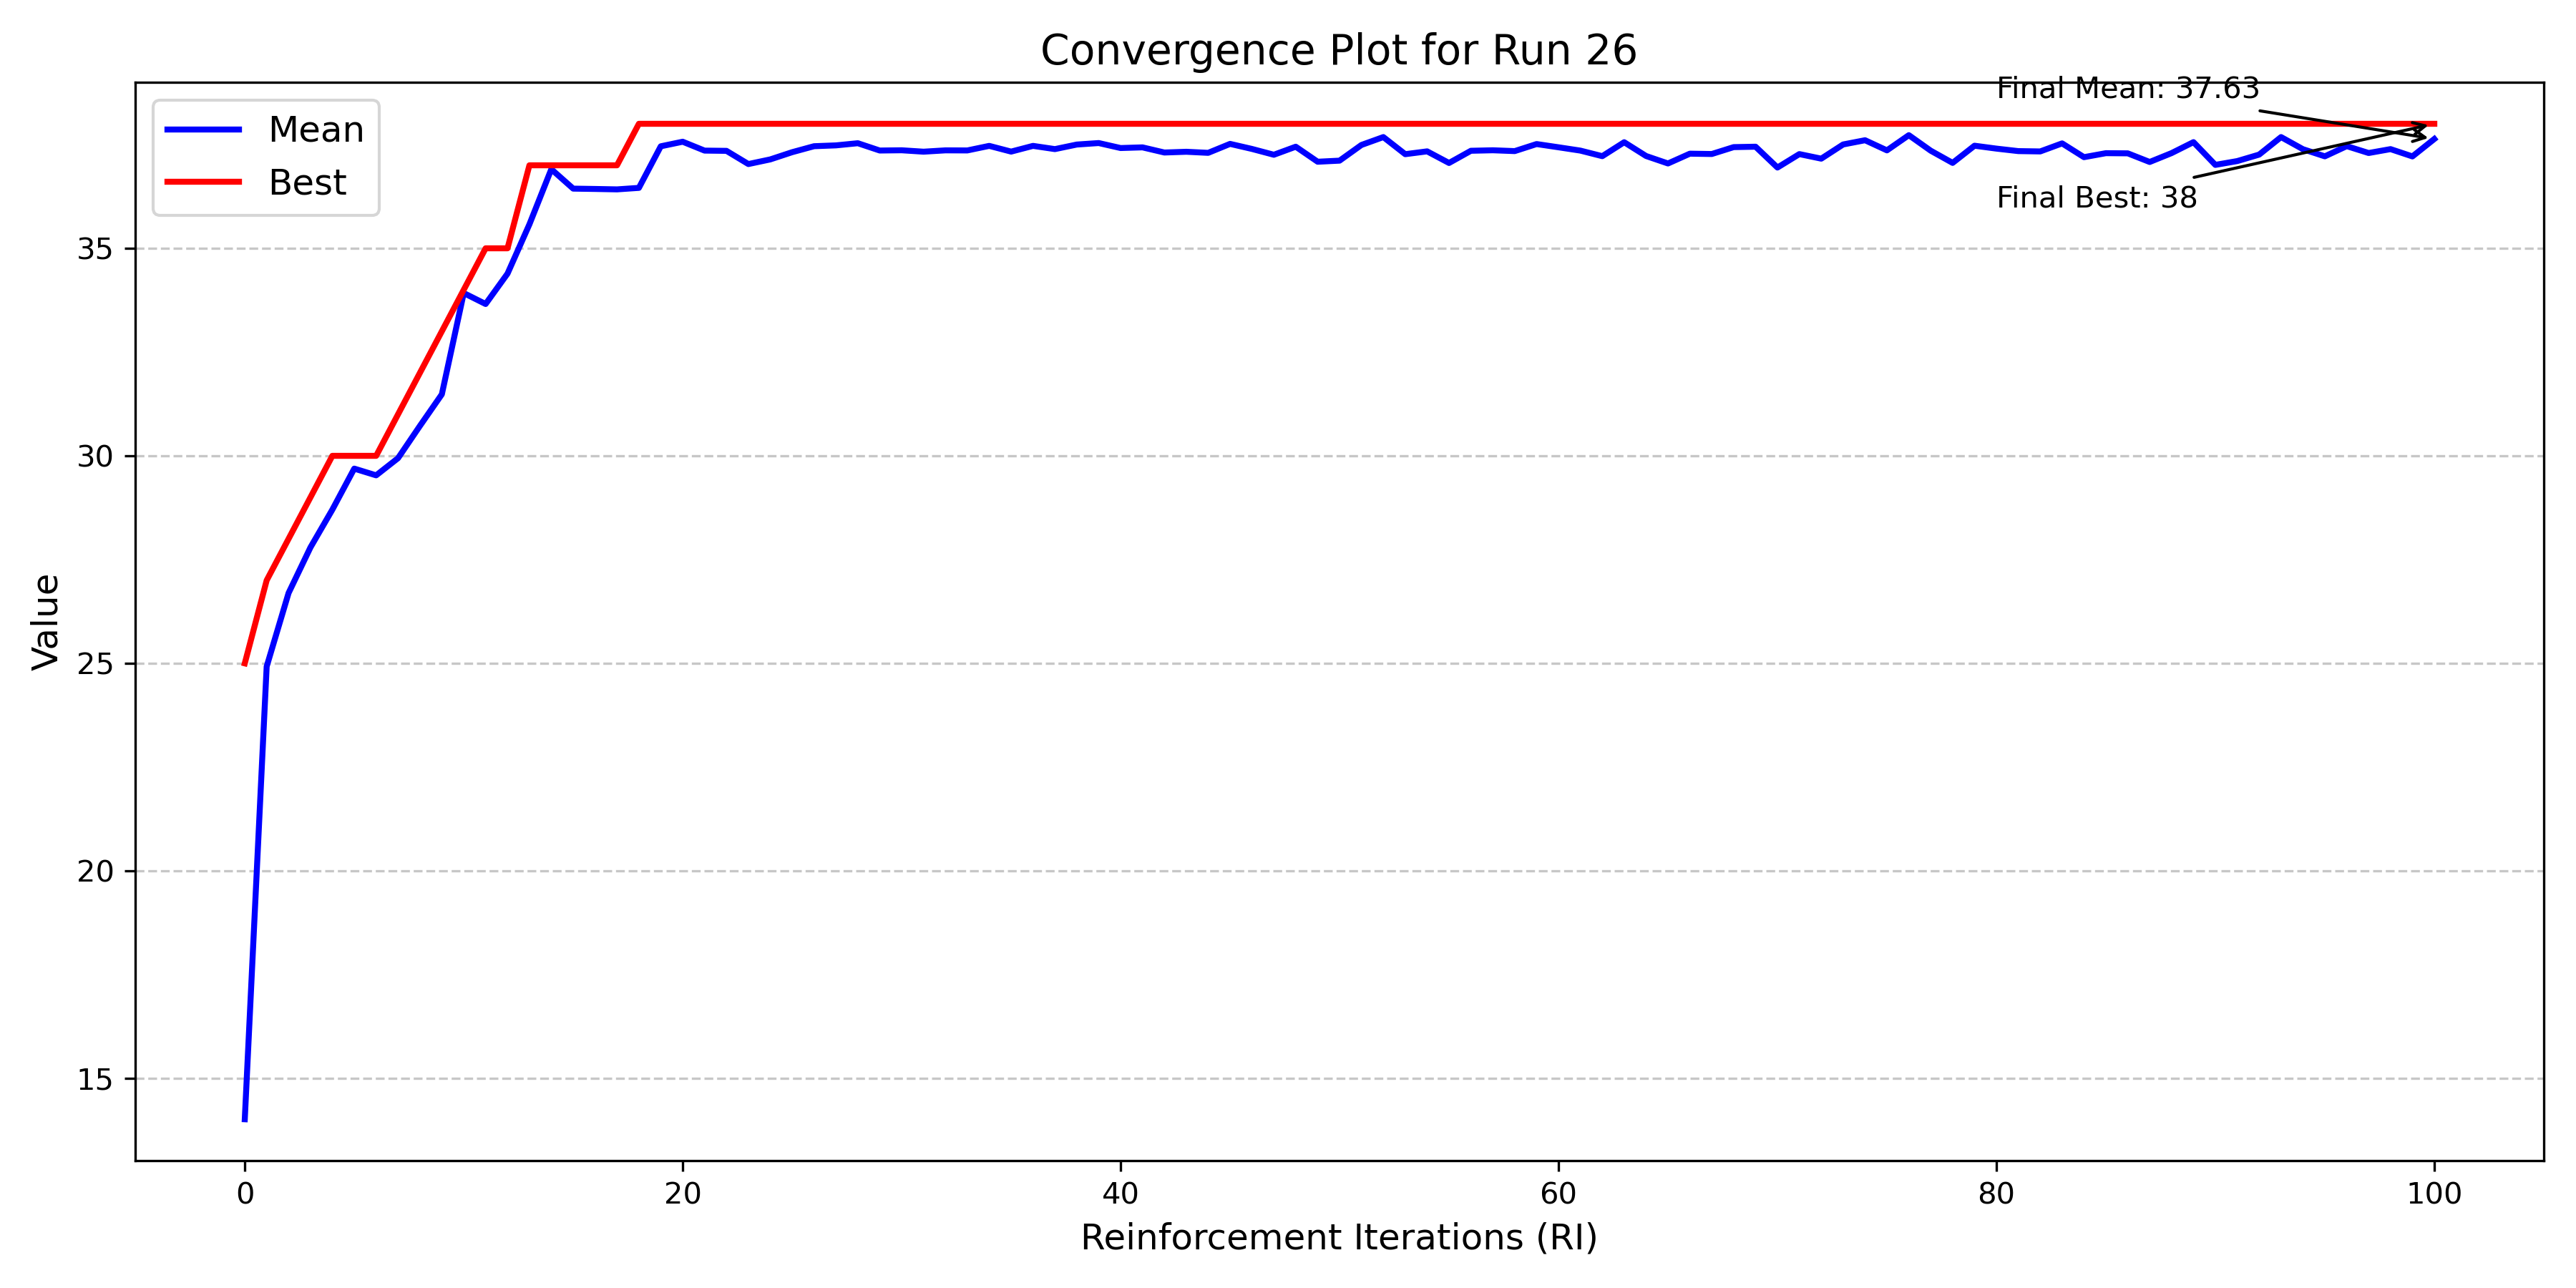 Convergence Plot for Run 26
Mean
Best
Final Mean: 37.63
Final Best: 38
Value
35
30
25
20
15
0 20 40 60 80 100
Reinforcement Iterations (RI)